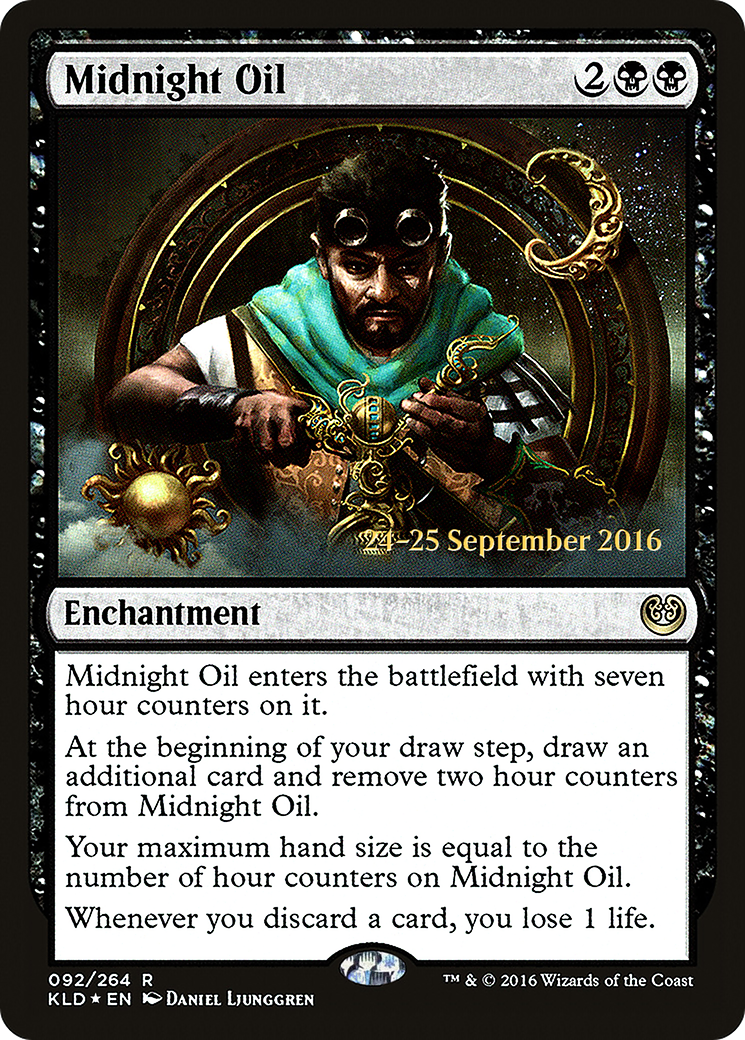 Midnight Oil 2
24–25 September 2016
Enchantment
Midnight Oil enters the battlefield with seven
hour counters on it.
At the beginning of your draw step, draw an
additional card and remove two hour counters
from Midnight Oil.
Your maximum hand size is equal to the
number of hour counters on Midnight Oil.
Whenever you discard a card, you lose 1 life.
092/264 R
KLD ★ EN Daniel Ljunggren
™ & © 2016 Wizards of the Coast